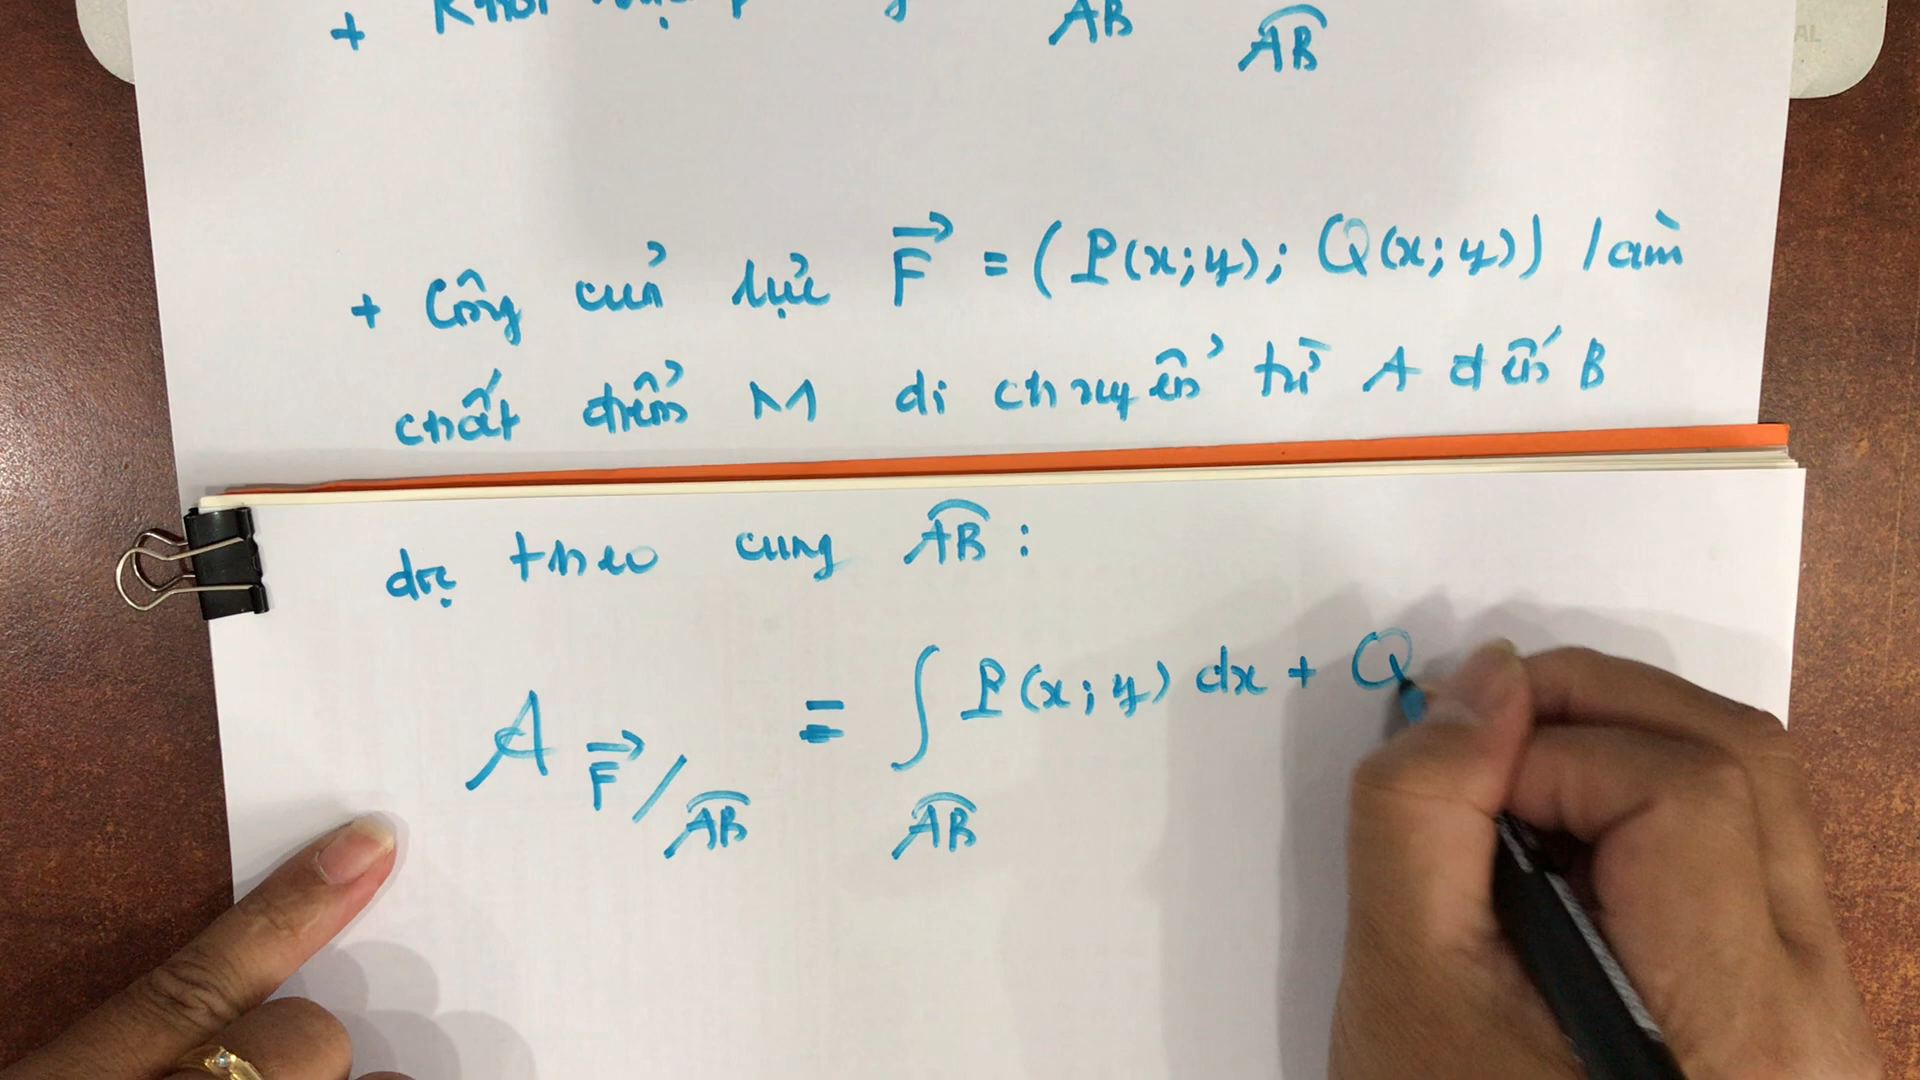 +
AB AB
+ Công của lực F = (P(x;y); Q(x;y)) làm
chất điểm M di chuyển từ A đến B
dọc theo cung AB:
A F/AB = ∫ AB P(x;y) dx + Q